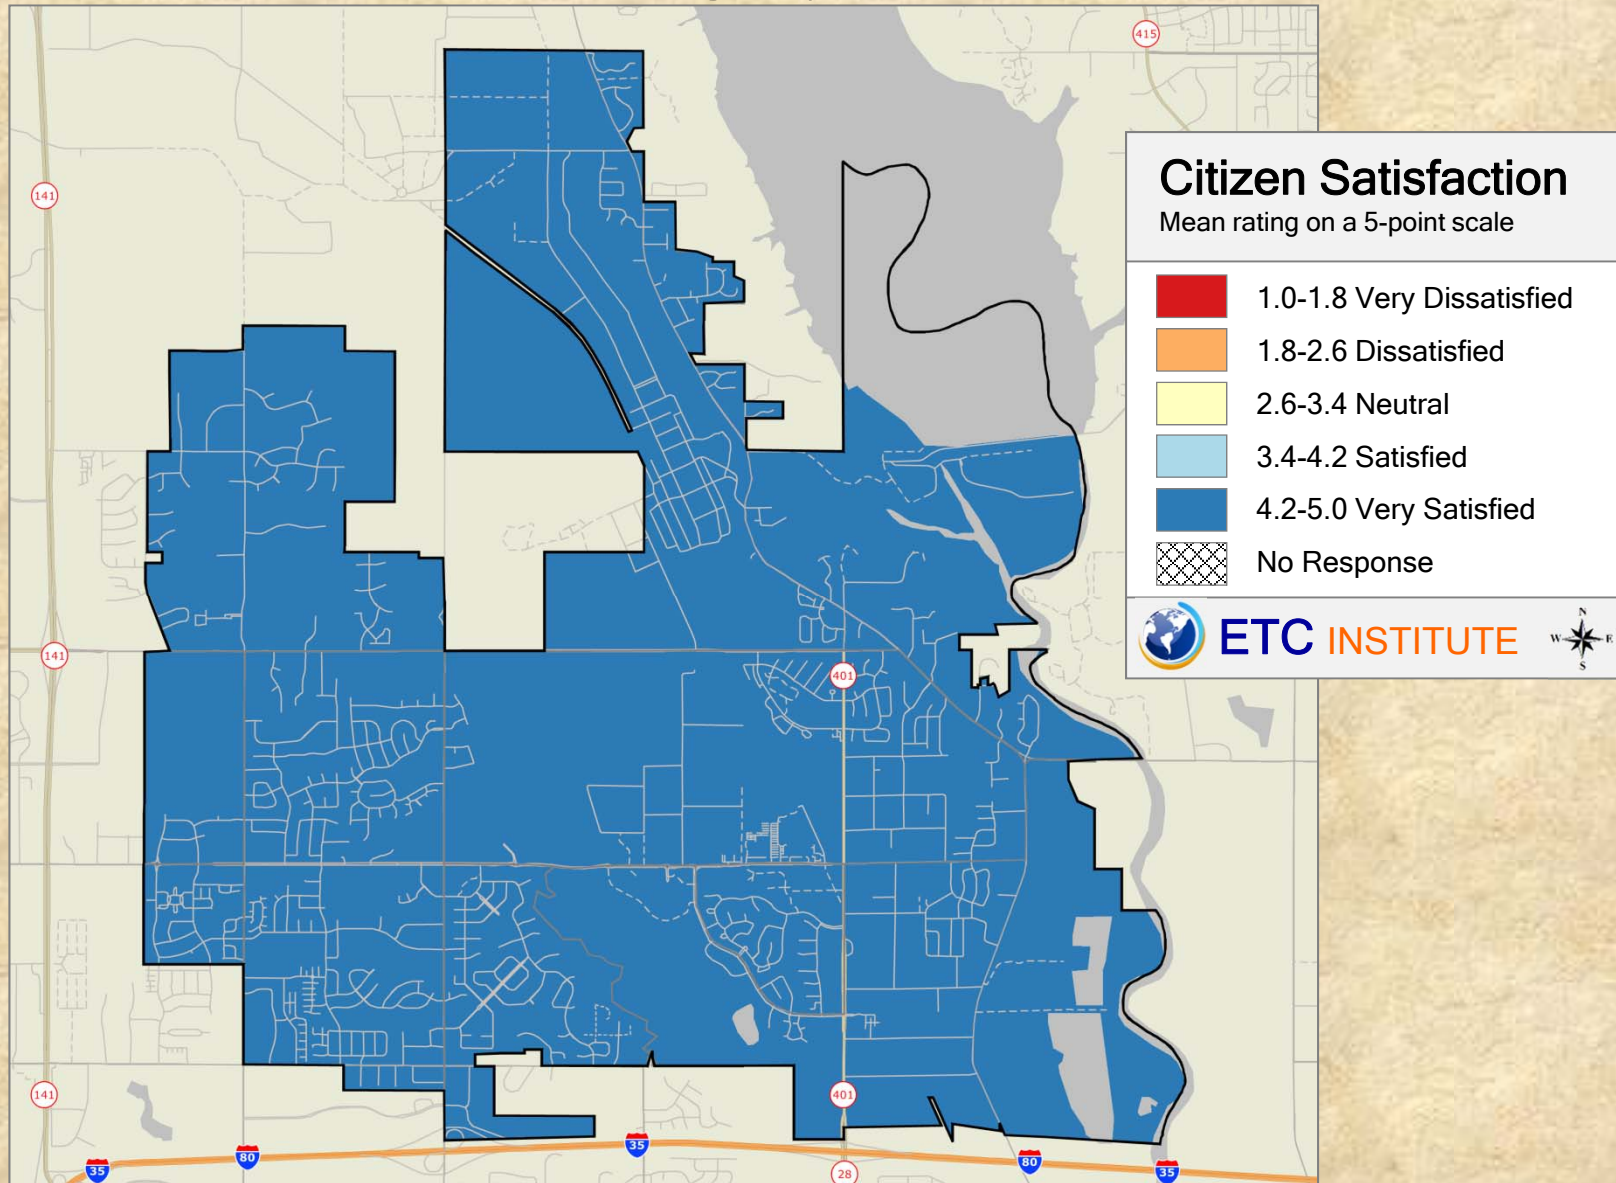 415
141
Citizen Satisfaction
Mean rating on a 5-point scale
1.0-1.8 Very Dissatisfied
1.8-2.6 Dissatisfied
2.6-3.4 Neutral
3.4-4.2 Satisfied
4.2-5.0 Very Satisfied
No Response
ETC INSTITUTE
N
W E
S
141
401
141
401
35
80
35
80
35
28